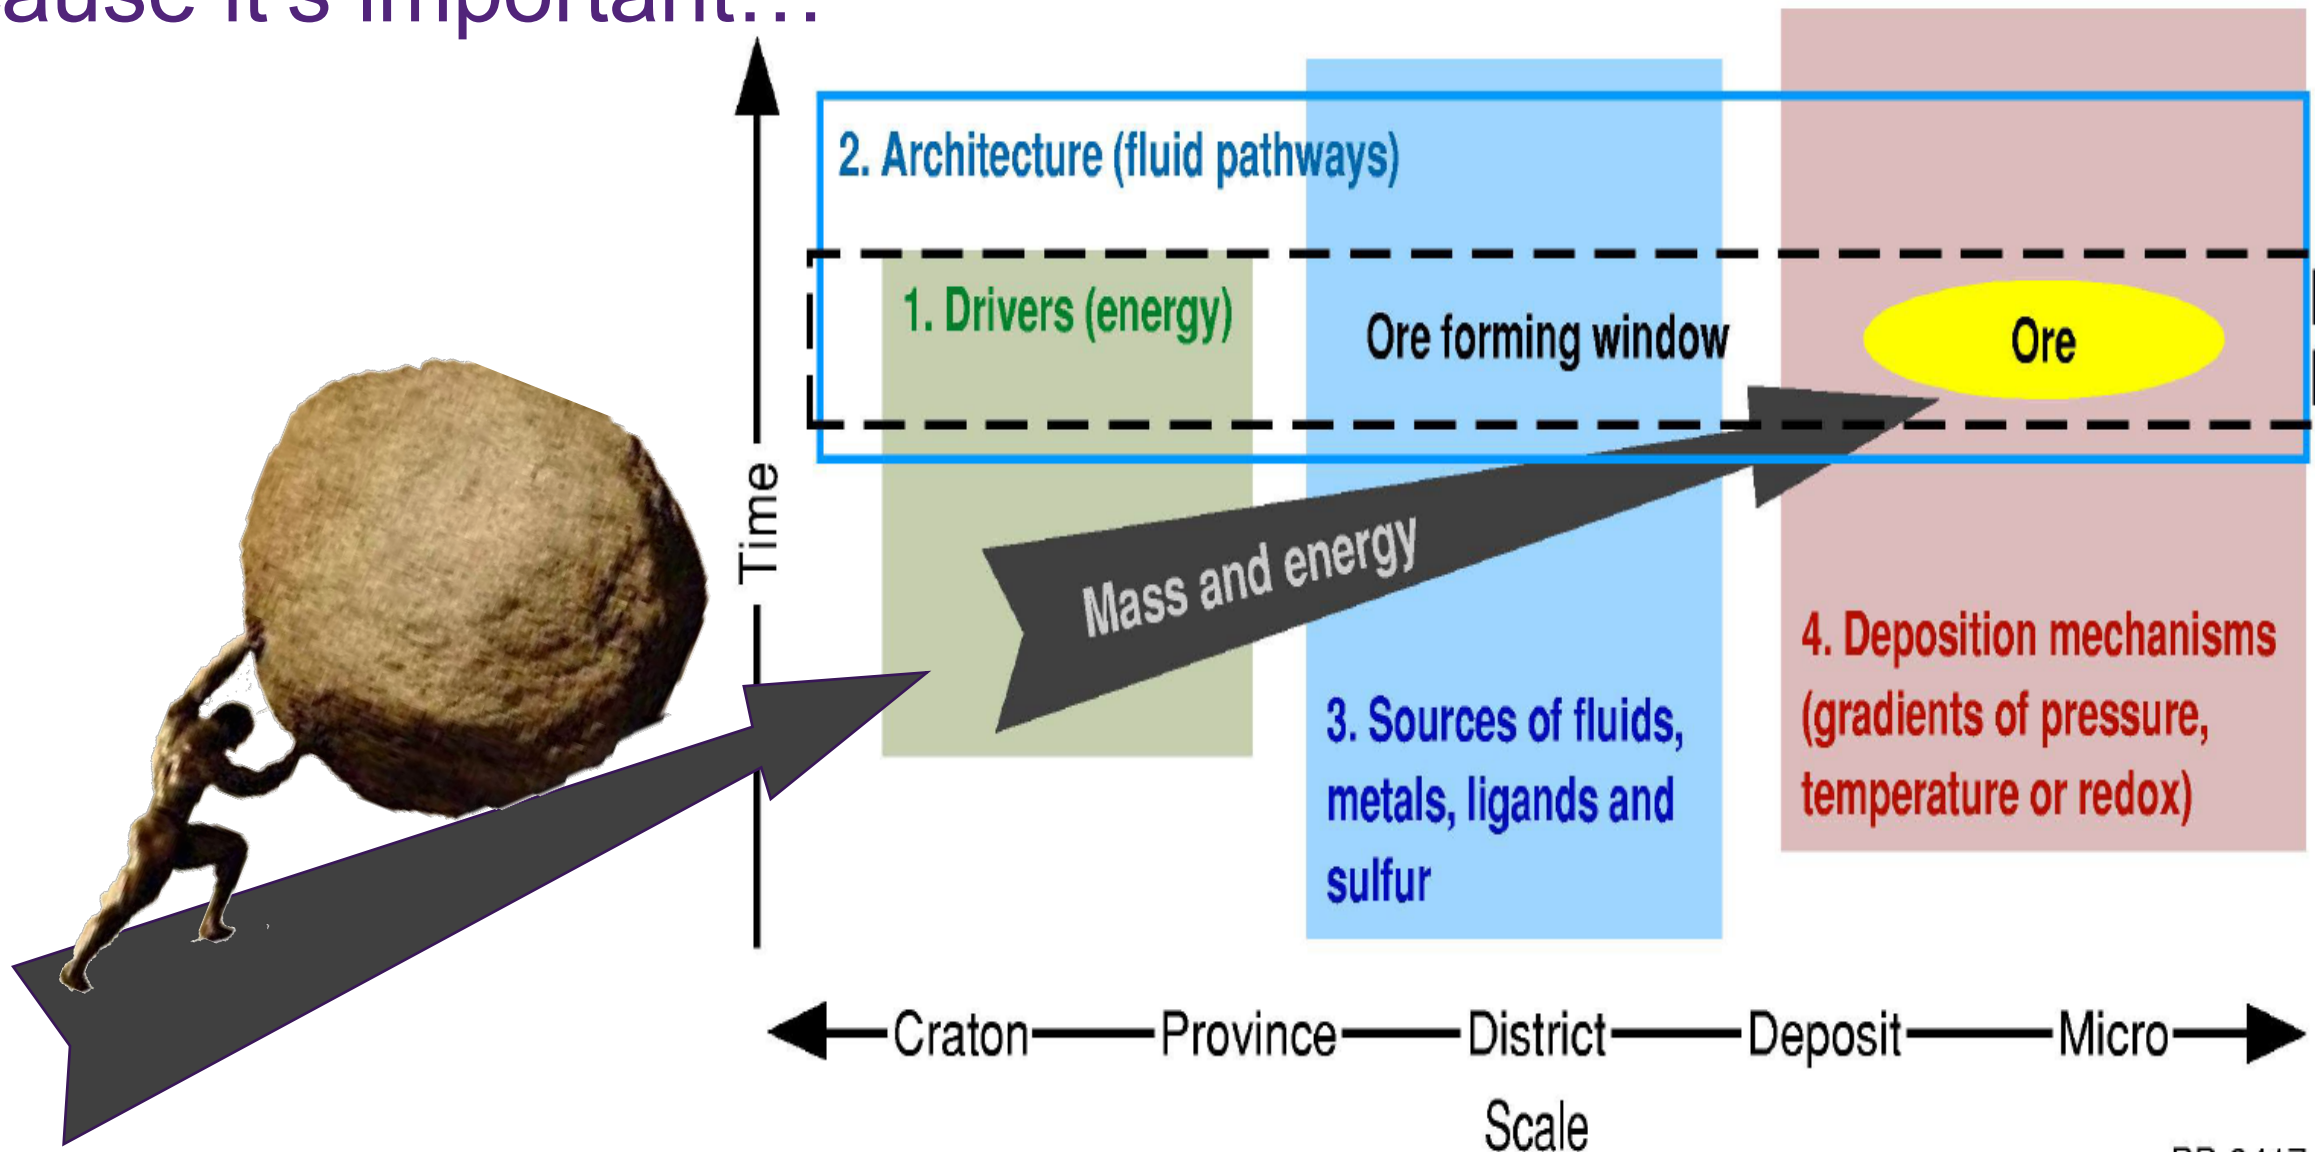 it's important...
2. Architecture (fluid pathways)
1. Drivers (energy)
Ore forming window
Ore
Time
Mass and energy
3. Sources of fluids,
metals, ligands and
sulfur
4. Deposition mechanisms
(gradients of pressure,
temperature or redox)
Craton Province District Deposit Micro
Scale